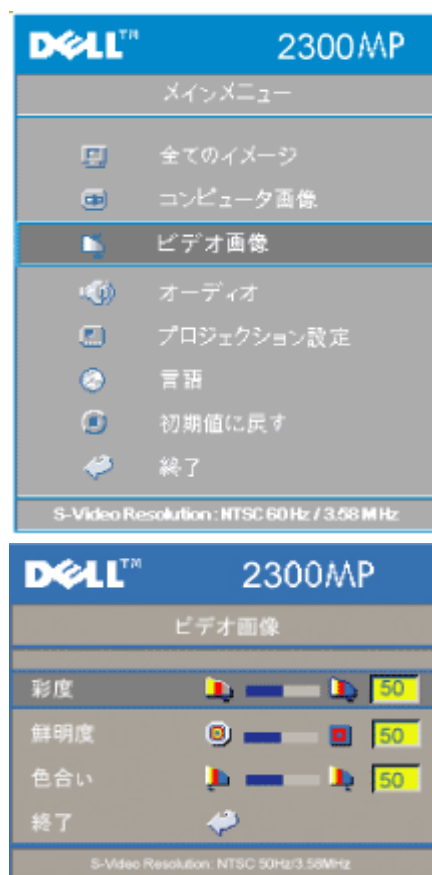 DELL™ 2300MP
メインメニュー
全てのイメージ
コンピュータ画像
ビデオ画像
オーディオ
プロジェクション設定
言語
初期値に戻す
終了
S-Video Resolution : NTSC 60 Hz / 3.58 MHz
DELL™ 2300MP
ビデオ画像
彩度 50
鮮明度 50
色合い 50
終了
S-Video Resolution: NTSC 50Hz/3.58MHz